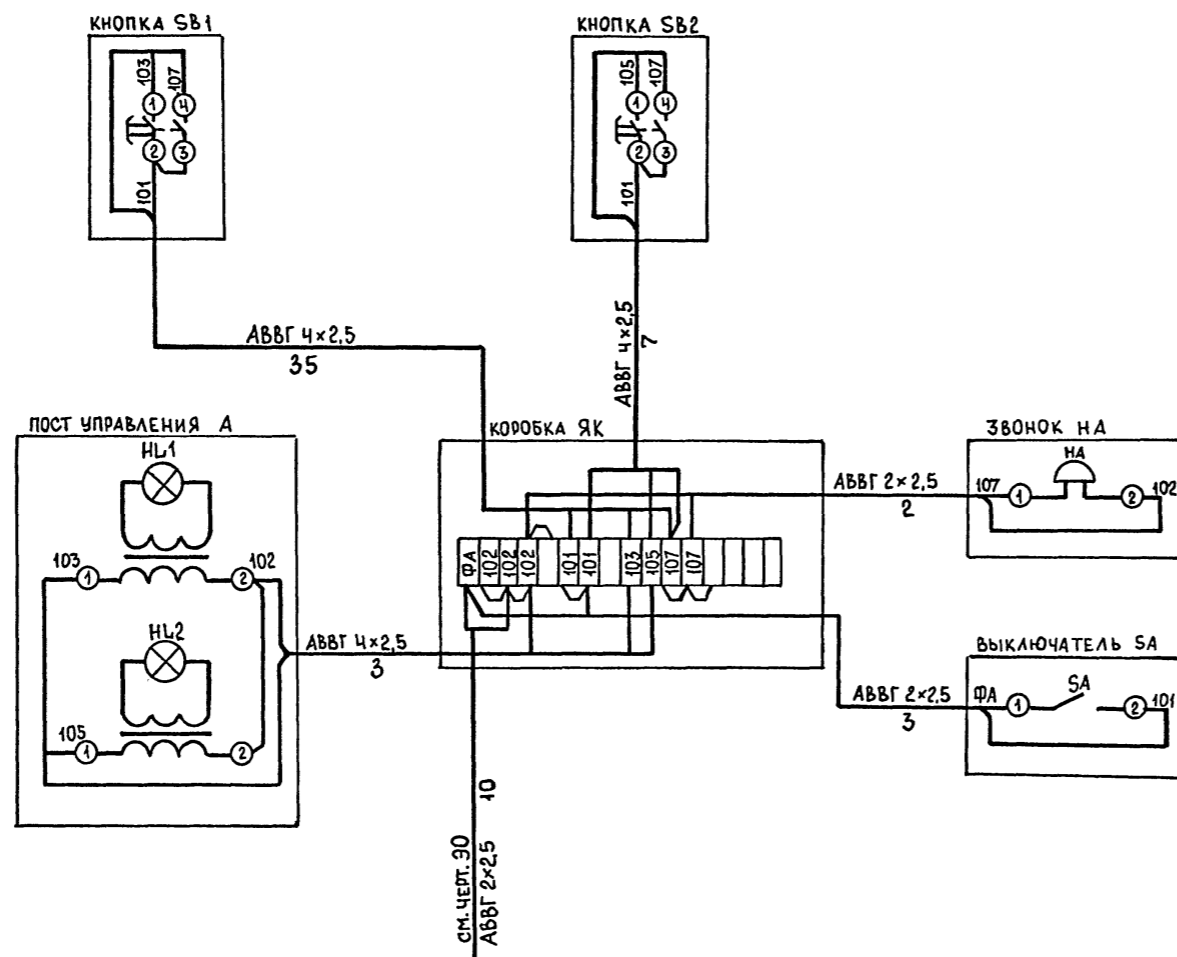 КНОПКА SB1
103
107
1
4
2
3
101
КНОПКА SB2
105
107
1
4
2
3
101
АВВГ 4×2,5
35
АВВГ 4×2,5
7
ПОСТ УПРАВЛЕНИЯ А
HL1
103
1
2
102
HL2
105
1
2
АВВГ 4×2,5
3
КОРОБКА ЯК
ФА
102
102
102
101
101
103
105
107
107
АВВГ 2×2,5
2
ЗВОНОК НА
НА
107
1
2
102
АВВГ 2×2,5
3
ВЫКЛЮЧАТЕЛЬ SA
ФА
1
SA
2
101
10
СМ. ЧЕРТ. 90
АВВГ 2×2,5